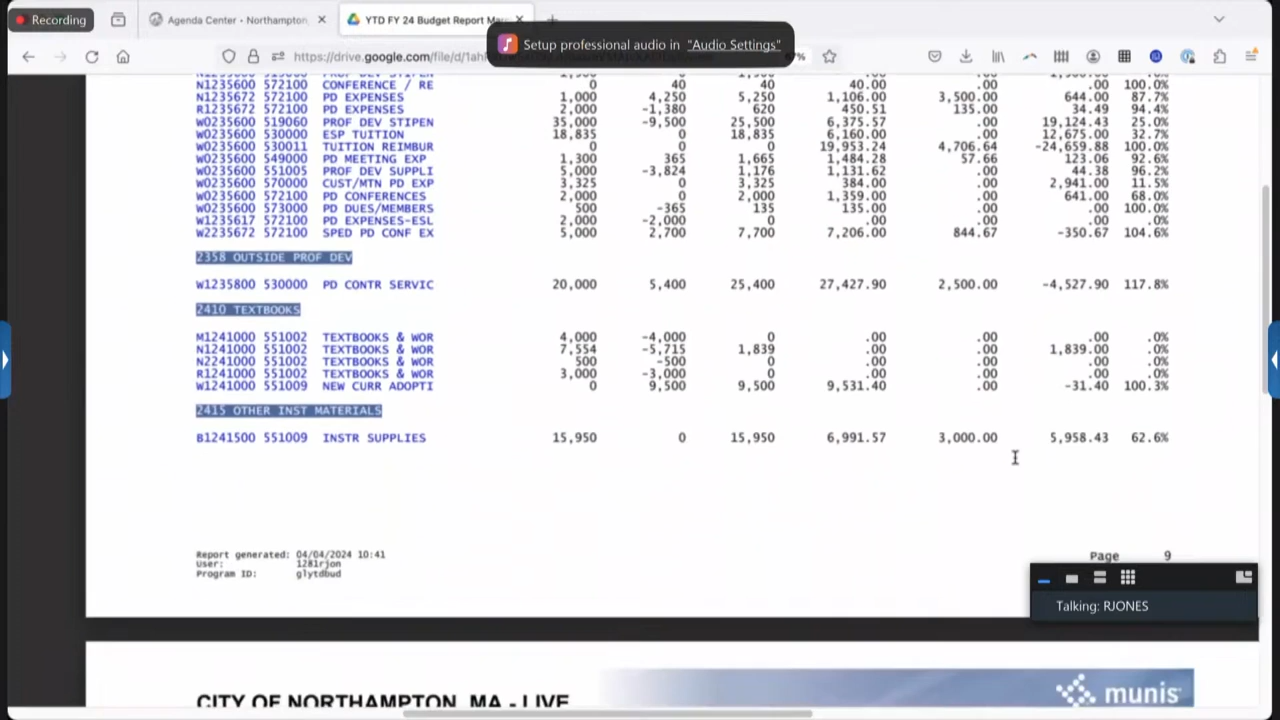 Recording
Agenda Center - Northampton,
YTD FY 24 Budget Report Ma
Setup professional audio in "Audio Settings"
https://drive.google.com/file/d/1ah
N1235672 572100 CONFERENCE / RE 0 40 40 40.00 .00 .00 100.0%
N1235672 572100 PD EXPENSES 1,000 4,250 5,250 1,106.00 3,500.00 644.00 87.7%
R1235672 572100 PD EXPENSES 2,000 -1,380 620 450.51 135.00 34.49 94.4%
W0235600 519060 PROF DEV STIPEN 35,000 -9,500 25,500 6,375.57 .00 19,124.43 25.0%
W0235600 530000 ESP TUITION 18,835 0 18,835 6,160.00 .00 12,675.00 32.7%
W0235600 530011 TUITION REIMBUR 0 0 0 19,953.24 4,706.64 -24,659.88 100.0%
W0235600 549000 PD MEETING EXP 1,300 365 1,665 1,484.28 57.66 123.06 92.6%
W0235600 551005 PROF DEV SUPPLI 5,000 -3,824 1,176 1,131.62 .00 44.38 96.2%
W0235600 570000 CUST/MTN PD EXP 3,325 0 3,325 384.00 .00 2,941.00 11.5%
W0235600 572100 PD CONFERENCES 2,000 0 2,000 1,359.00 .00 641.00 68.0%
W0235600 573000 PD DUES/MEMBERS 500 -365 135 135.00 .00 .00 100.0%
W1235617 572100 PD EXPENSES-ESL 2,000 -2,000 0 .00 .00 .00 .0%
W2235672 572100 SPED PD CONF EX 5,000 2,700 7,700 7,206.00 844.67 -350.67 104.6%
2358 OUTSIDE PROF DEV
W1235800 530000 PD CONTR SERVIC 20,000 5,400 25,400 27,427.90 2,500.00 -4,527.90 117.8%
2410 TEXTBOOKS
M1241000 551002 TEXTBOOKS & WOR 4,000 -4,000 0 .00 .00 .00 .0%
N1241000 551002 TEXTBOOKS & WOR 7,554 -5,715 1,839 .00 .00 1,839.00 .0%
N2241000 551002 TEXTBOOKS & WOR 500 -500 0 .00 .00 .00 .0%
R1241000 551002 TEXTBOOKS & WOR 3,000 -3,000 0 .00 .00 .00 .0%
W1241000 551009 NEW CURR ADOPTI 0 9,500 9,500 9,531.40 .00 -31.40 100.3%
2415 OTHER INST MATERIALS
B1241500 551009 INSTR SUPPLIES 15,950 0 15,950 6,991.57 3,000.00 5,958.43 62.6%
Report generated: 04/04/2024 10:41
User: 1281rjon
Program ID: glytdbud
Page 9
Talking: RJONES
CITY OF NORTHAMPTON, MA - LIVE
munis